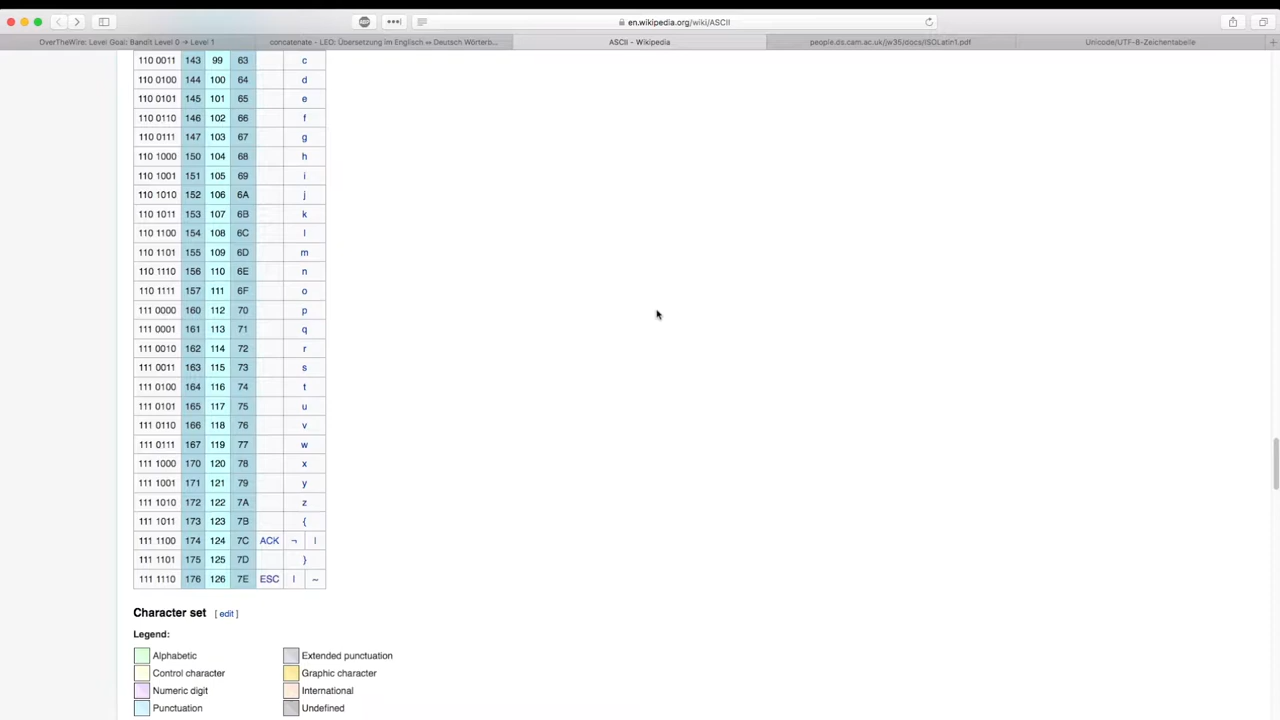 en.wikipedia.org/wiki/ASCII
OverTheWire: Level Goal: Bandit Level 0 → Level 1
concatenate - LEO: Übersetzung im Englisch ⇔ Deutsch Wörterb...
ASCII - Wikipedia
people.ds.cam.ac.uk/jw35/docs/ISOLatin1.pdf
Unicode/UTF-8-Zeichentabelle
110 0011 143 99 63 c
110 0100 144 100 64 d
110 0101 145 101 65 e
110 0110 146 102 66 f
110 0111 147 103 67 g
110 1000 150 104 68 h
110 1001 151 105 69 i
110 1010 152 106 6A j
110 1011 153 107 6B k
110 1100 154 108 6C l
110 1101 155 109 6D m
110 1110 156 110 6E n
110 1111 157 111 6F o
111 0000 160 112 70 p
111 0001 161 113 71 q
111 0010 162 114 72 r
111 0011 163 115 73 s
111 0100 164 116 74 t
111 0101 165 117 75 u
111 0110 166 118 76 v
111 0111 167 119 77 w
111 1000 170 120 78 x
111 1001 171 121 79 y
111 1010 172 122 7A z
111 1011 173 123 7B {
111 1100 174 124 7C ACK ¬ |
111 1101 175 125 7D }
111 1110 176 126 7E ESC | ~
Character set [ edit ]
Legend:
Alphabetic
Extended punctuation
Control character
Graphic character
Numeric digit
International
Punctuation
Undefined